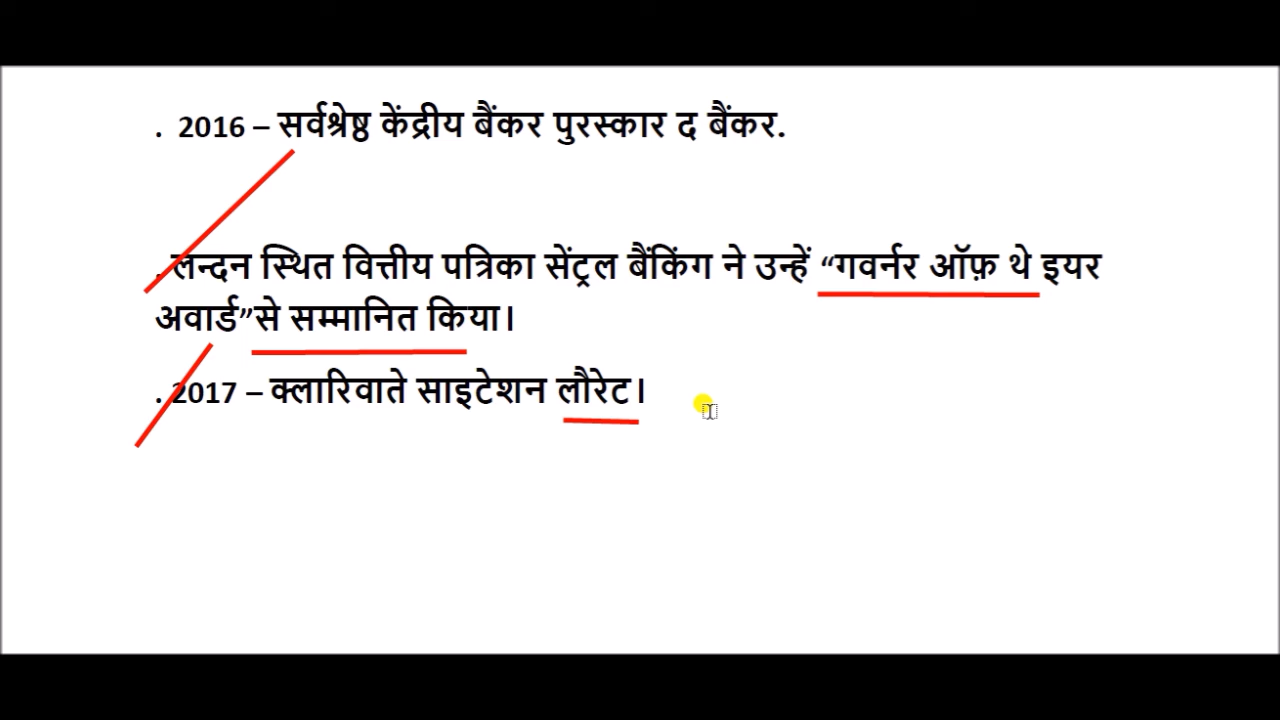 . 2016 – सर्वश्रेष्ठ केंद्रीय बैंकर पुरस्कार द बैंकर.
. लन्दन स्थित वित्तीय पत्रिका सेंट्रल बैंकिंग ने उन्हें “गवर्नर ऑफ़ थे इयर
अवार्ड”से सम्मानित किया।
. 2017 – क्लारिवाते साइटेशन लौरेट।